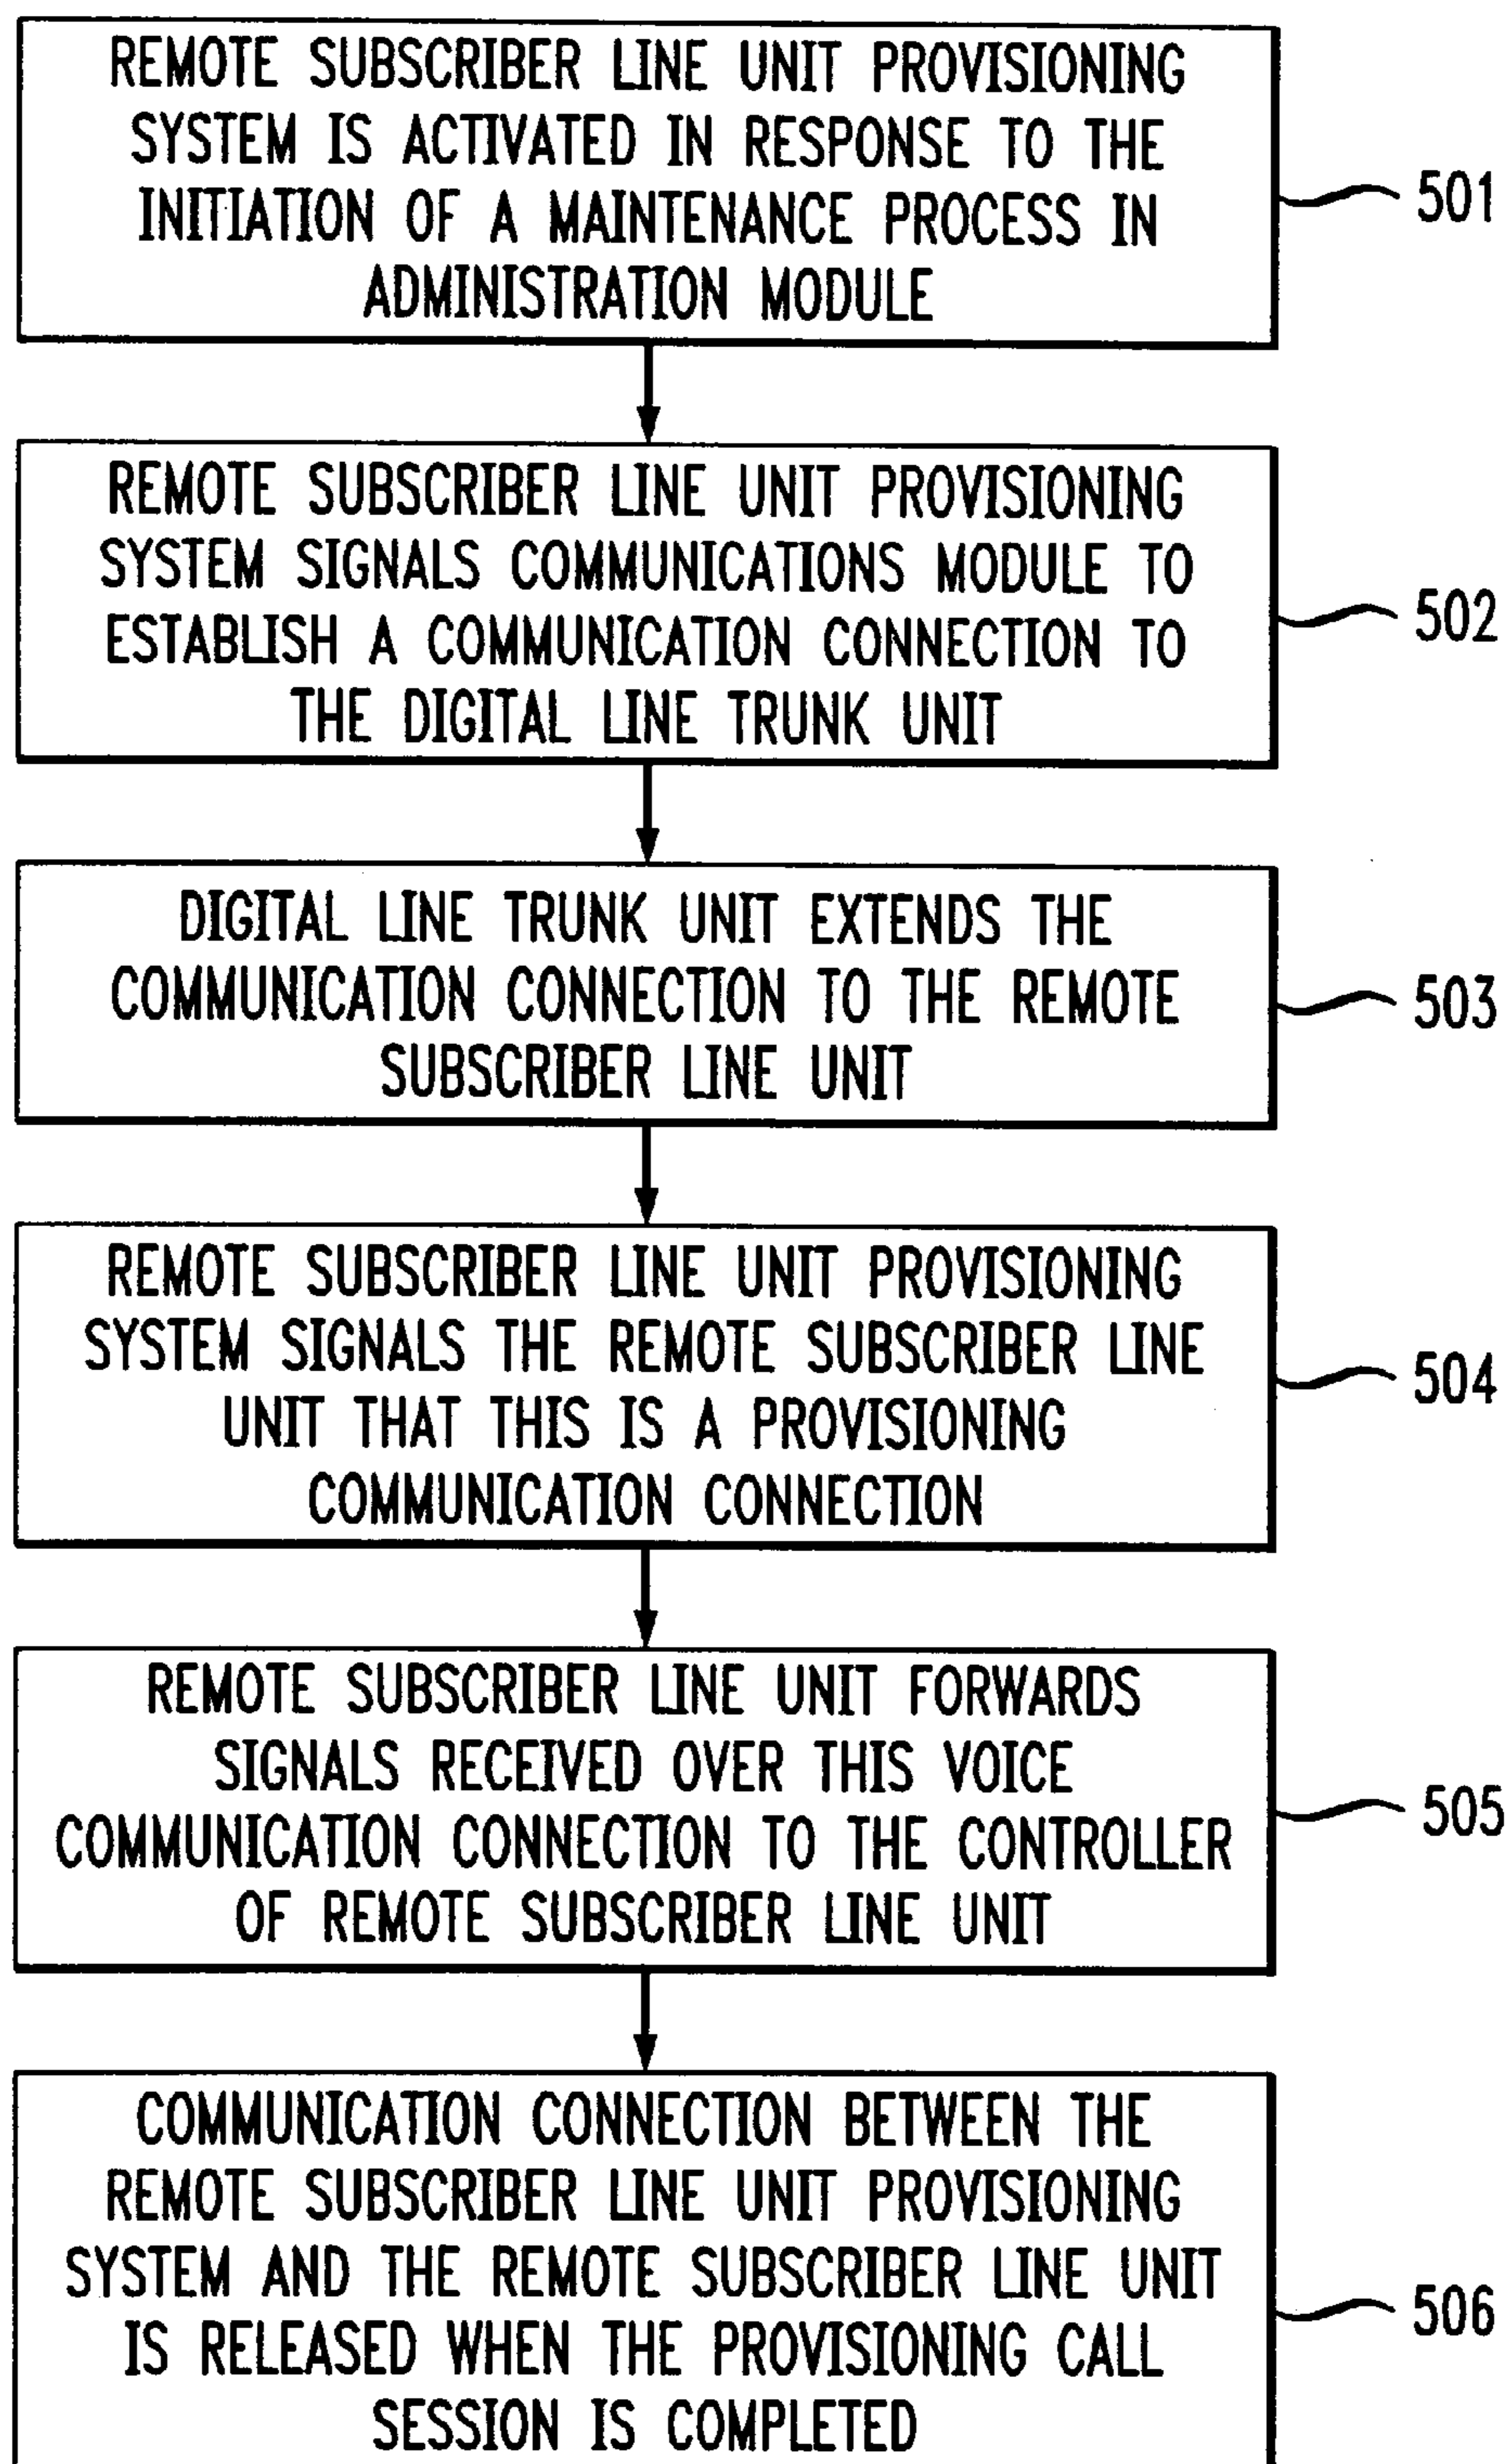 REMOTE SUBSCRIBER LINE UNIT PROVISIONING
SYSTEM IS ACTIVATED IN RESPONSE TO THE
INITIATION OF A MAINTENANCE PROCESS IN
ADMINISTRATION MODULE
501
REMOTE SUBSCRIBER LINE UNIT PROVISIONING
SYSTEM SIGNALS COMMUNICATIONS MODULE TO
ESTABLISH A COMMUNICATION CONNECTION TO
THE DIGITAL LINE TRUNK UNIT
502
DIGITAL LINE TRUNK UNIT EXTENDS THE
COMMUNICATION CONNECTION TO THE REMOTE
SUBSCRIBER LINE UNIT
503
REMOTE SUBSCRIBER LINE UNIT PROVISIONING
SYSTEM SIGNALS THE REMOTE SUBSCRIBER LINE
UNIT THAT THIS IS A PROVISIONING
COMMUNICATION CONNECTION
504
REMOTE SUBSCRIBER LINE UNIT FORWARDS
SIGNALS RECEIVED OVER THIS VOICE
COMMUNICATION CONNECTION TO THE CONTROLLER
OF REMOTE SUBSCRIBER LINE UNIT
505
COMMUNICATION CONNECTION BETWEEN THE
REMOTE SUBSCRIBER LINE UNIT PROVISIONING
SYSTEM AND THE REMOTE SUBSCRIBER LINE UNIT
IS RELEASED WHEN THE PROVISIONING CALL
SESSION IS COMPLETED
506